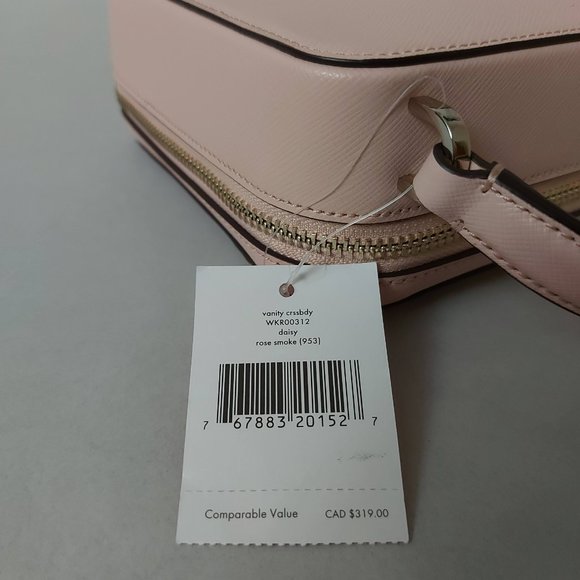 vanity crssbdy
WKR00312
daisy
rose smoke (953)
7 67883 20152 7
Comparable Value CAD $319.00